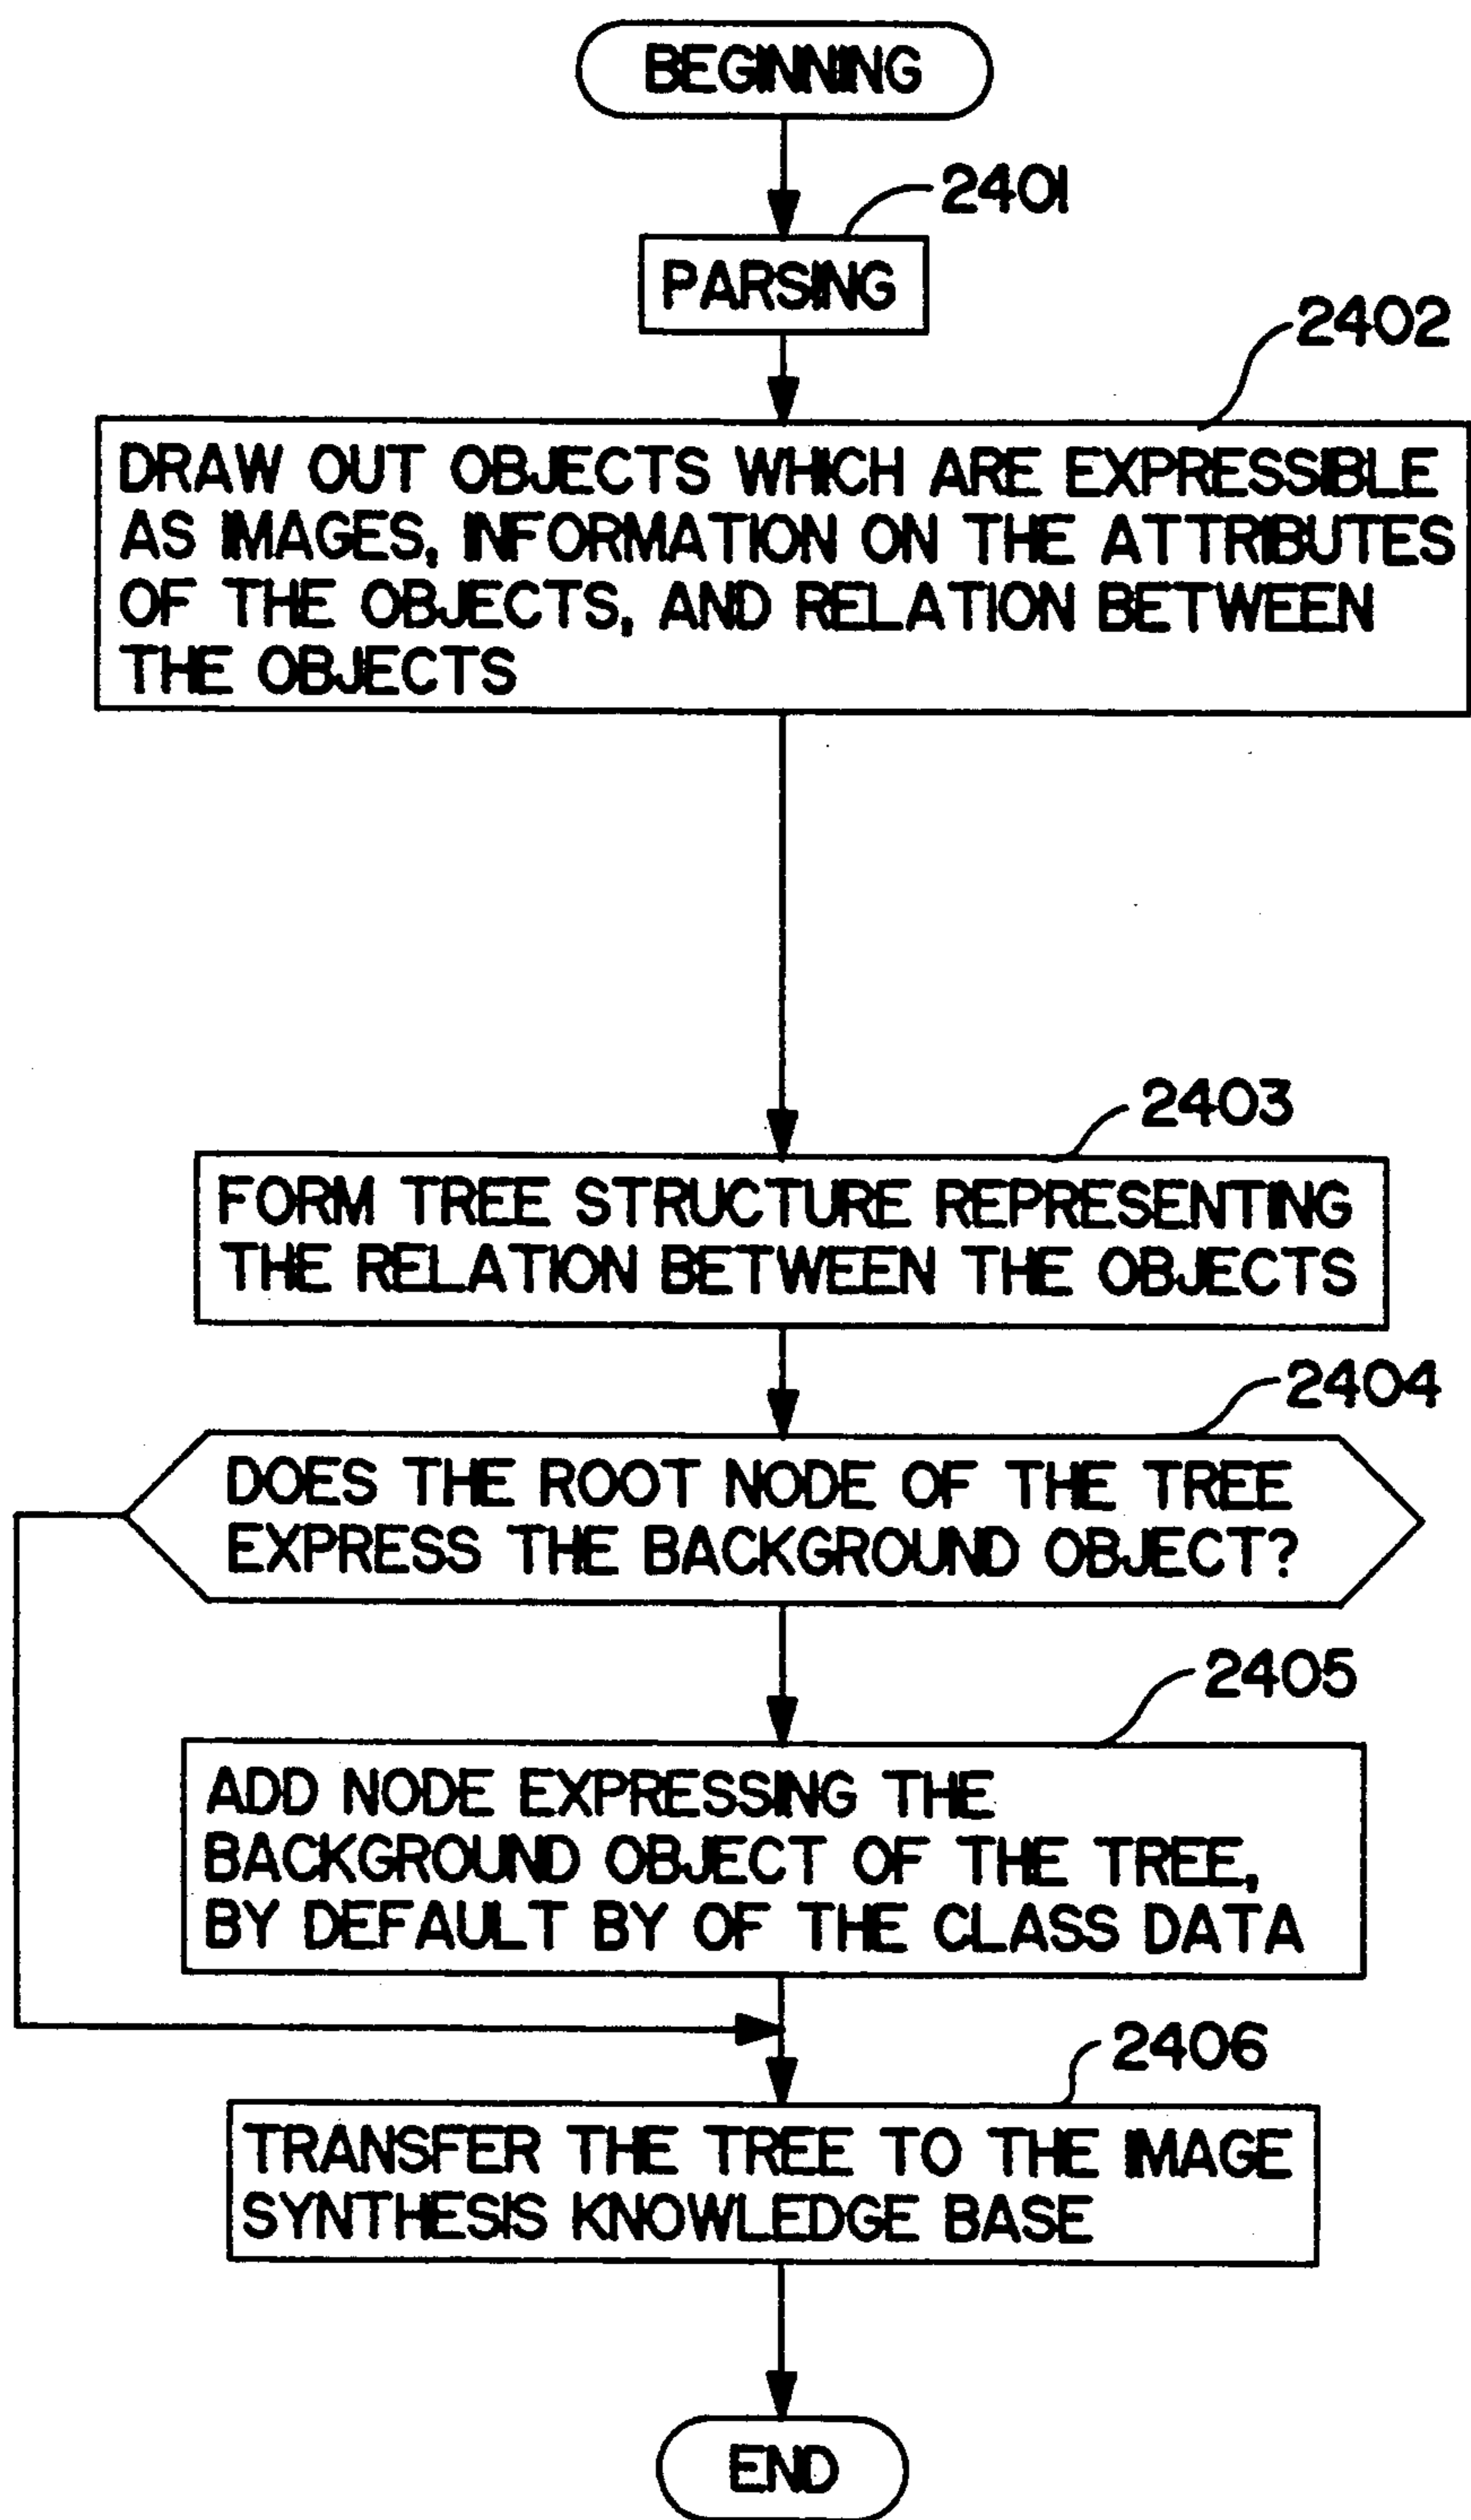 BEGINNING
2401
PARSING
2402
DRAW OUT OBJECTS WHICH ARE EXPRESSIBLE
AS IMAGES, INFORMATION ON THE ATTRIBUTES
OF THE OBJECTS, AND RELATION BETWEEN
THE OBJECTS
2403
FORM TREE STRUCTURE REPRESENTING
THE RELATION BETWEEN THE OBJECTS
2404
DOES THE ROOT NODE OF THE TREE
EXPRESS THE BACKGROUND OBJECT?
2405
ADD NODE EXPRESSING THE
BACKGROUND OBJECT OF THE TREE,
BY DEFAULT BY OF THE CLASS DATA
2406
TRANSFER THE TREE TO THE IMAGE
SYNTHESIS KNOWLEDGE BASE
END